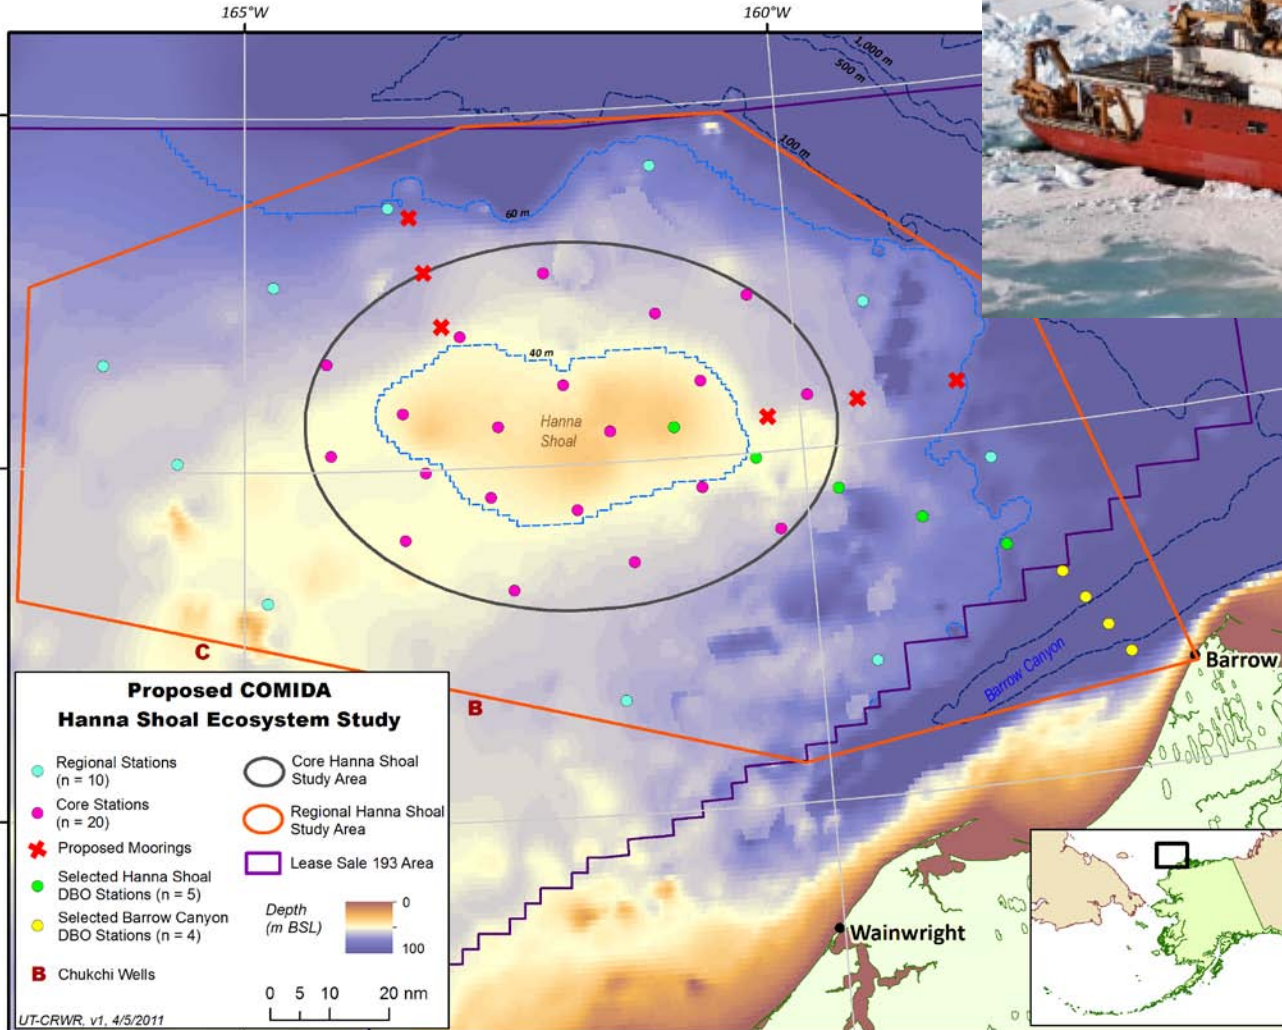 165°W
160°W
1,000 m
500 m
100 m
60 m
40 m
Hanna
Shoal
Barrow Canyon
Barrow
C
B
Wainwright
Proposed COMIDA
Hanna Shoal Ecosystem Study
Regional Stations
(n = 10)
Core Stations
(n = 20)
Proposed Moorings
Selected Hanna Shoal
DBO Stations (n = 5)
Selected Barrow Canyon
DBO Stations (n = 4)
B Chukchi Wells
Core Hanna Shoal
Study Area
Regional Hanna Shoal
Study Area
Lease Sale 193 Area
Depth
(m BSL)
0
100
0 5 10 20 nm
UT-CRWR, v1, 4/5/2011